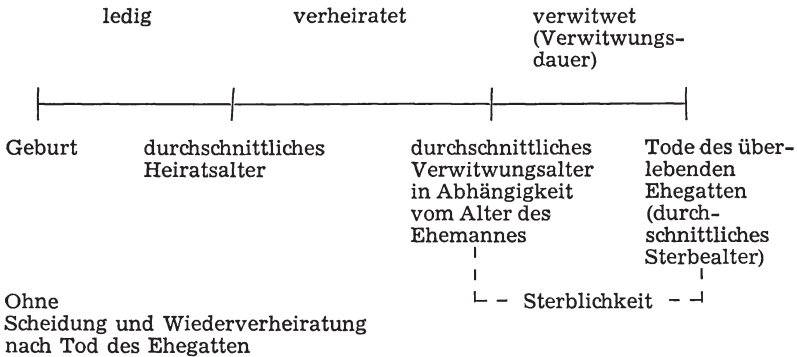 ledig verheiratet verwitwet
(Verwitwungs-
dauer)
Geburt
durchschnittliches
Heiratsalter
durchschnittliches
Verwitwungsalter
in Abhängigkeit
vom Alter des
Ehemannes
Tode des über-
lebenden
Ehegatten
(durch-
schnittliches
Sterbealter)
Sterblichkeit
Ohne
Scheidung und Wiederverheiratung
nach Tod des Ehegatten